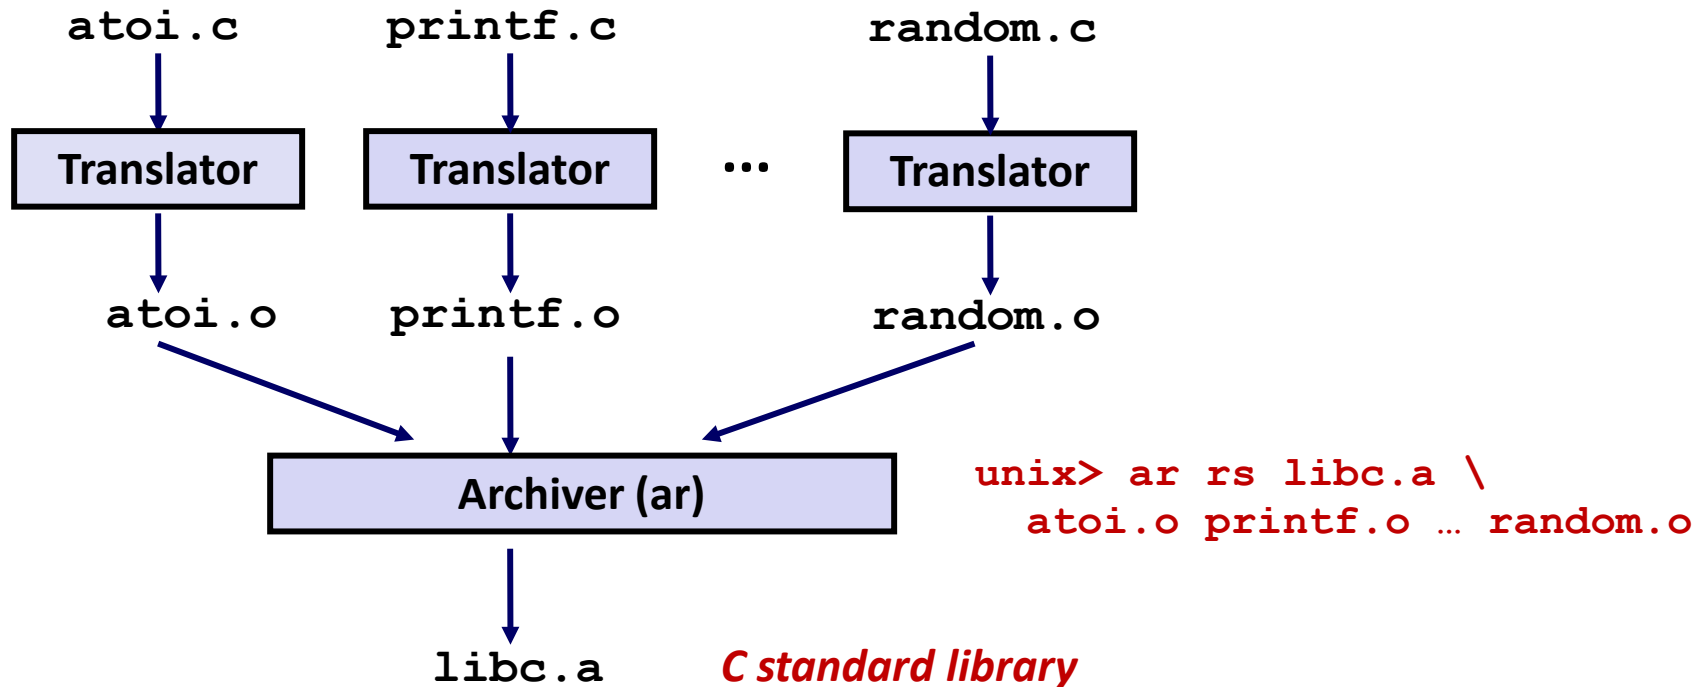 atoi.c printf.c random.c
Translator Translator ... Translator
atoi.o printf.o random.o
Archiver (ar)
unix> ar rs libc.a \
atoi.o printf.o … random.o
libc.a C standard library